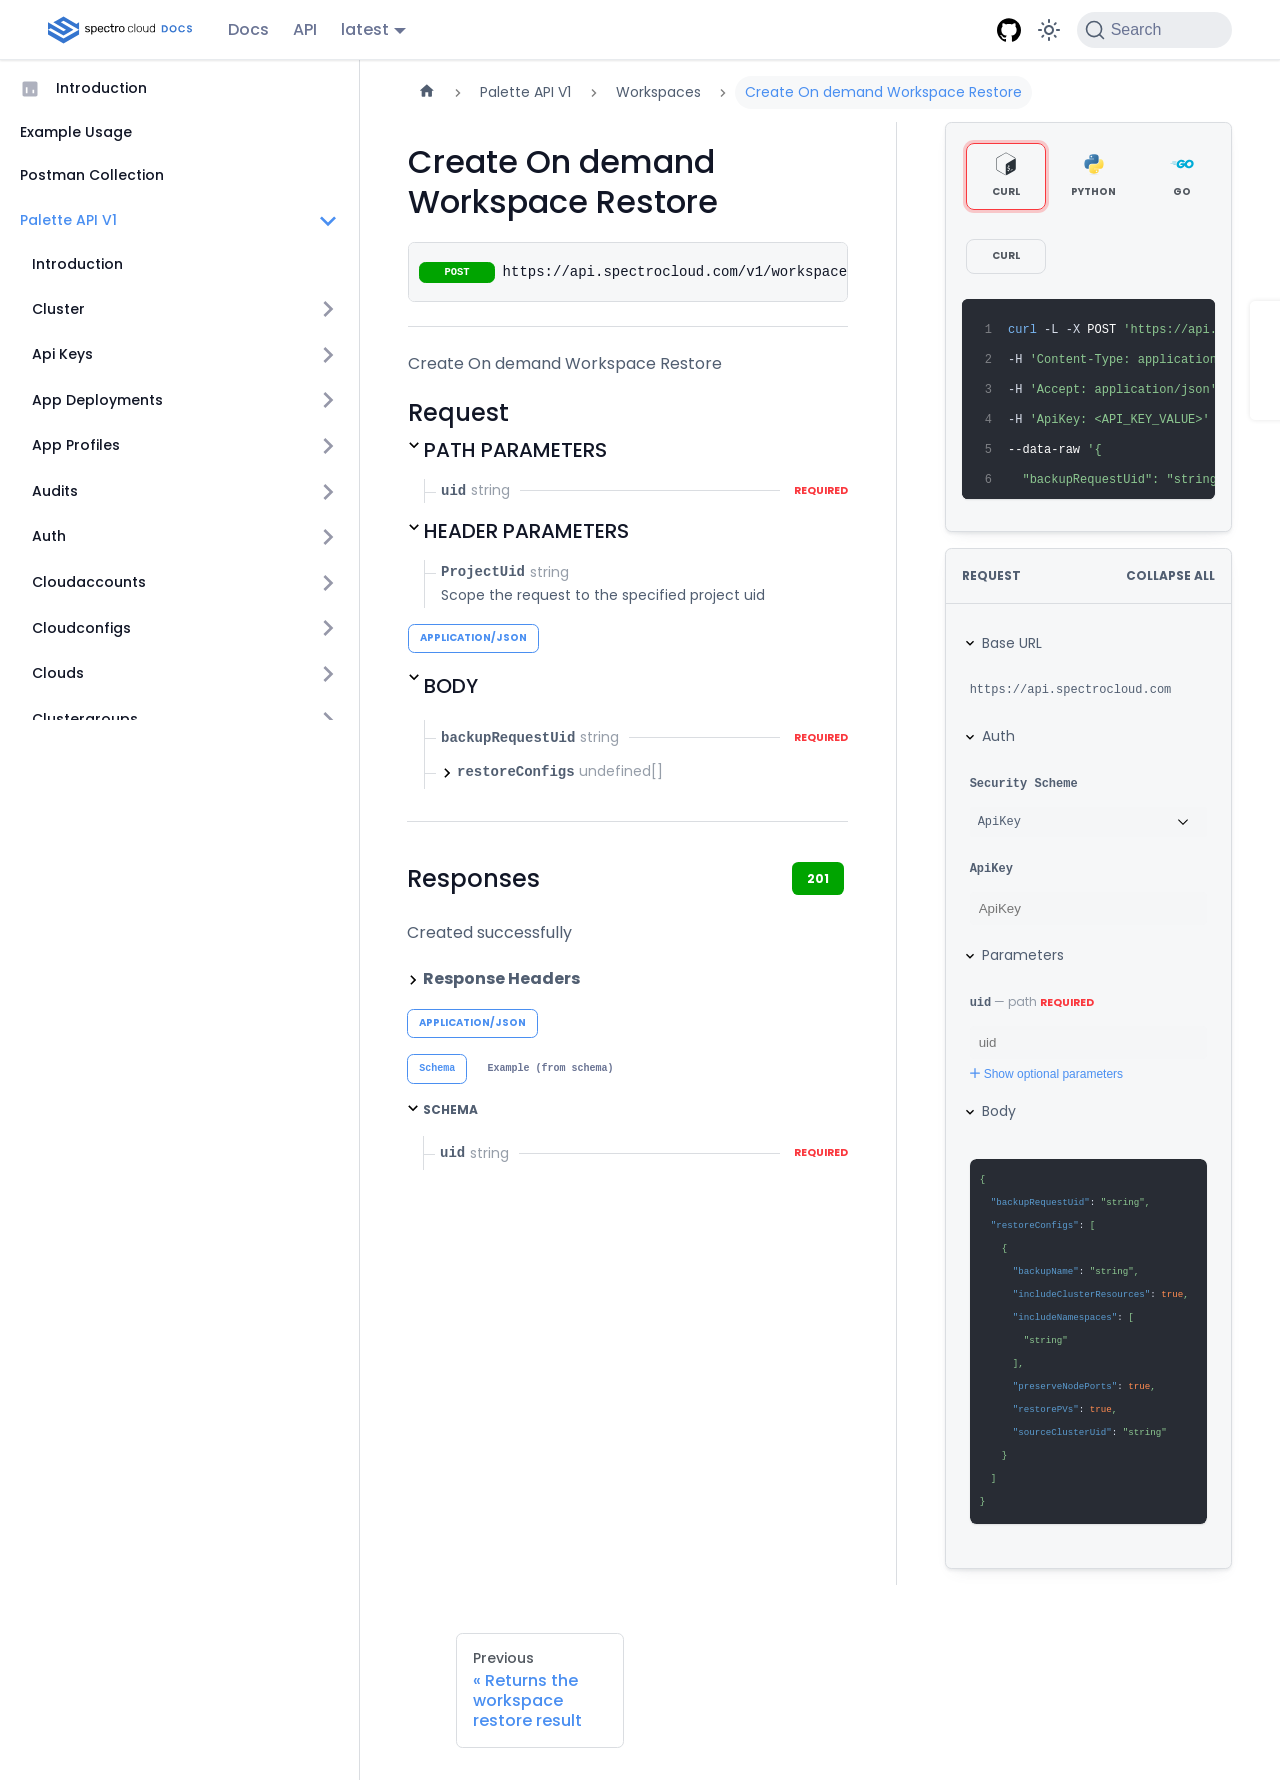 spectro cloud DOCS
Docs
API
latest
Search
Introduction
Example Usage
Postman Collection
Palette API V1
Introduction
Cluster
Api Keys
App Deployments
App Profiles
Audits
Auth
Cloudaccounts
Cloudconfigs
Clouds
Clustergroups
Palette API V1
Workspaces
Create On demand Workspace Restore
Create On demand
Workspace Restore
POST https://api.spectrocloud.com/v1/workspace
Create On demand Workspace Restore
Request
PATH PARAMETERS
uid string REQUIRED
HEADER PARAMETERS
ProjectUid string
Scope the request to the specified project uid
APPLICATION/JSON
BODY
backupRequestUid string REQUIRED
restoreConfigs undefined[]
Responses
201
Created successfully
Response Headers
APPLICATION/JSON
Schema
Example (from schema)
SCHEMA
uid string REQUIRED
CURL
PYTHON
GO
CURL
1 curl -L -X POST 'https://api.
2 -H 'Content-Type: application
3 -H 'Accept: application/json'
4 -H 'ApiKey: <API_KEY_VALUE>'
5 --data-raw '{
6 "backupRequestUid": "string
REQUEST
COLLAPSE ALL
Base URL
https://api.spectrocloud.com
Auth
Security Scheme
ApiKey
ApiKey
ApiKey
Parameters
uid — path REQUIRED
uid
Show optional parameters
Body
{
"backupRequestUid": "string",
"restoreConfigs": [
{
"backupName": "string",
"includeClusterResources": true,
"includeNamespaces": [
"string"
],
"preserveNodePorts": true,
"restorePVs": true,
"sourceClusterUid": "string"
}
]
}
Previous
« Returns the
workspace
restore result